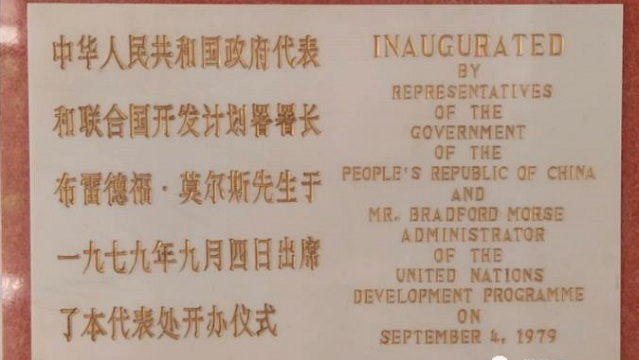 中华人民共和国政府代表
和联合国开发计划署署长
布雷德福·莫尔斯先生于
一九七九年九月四日出席
了本代表处开办仪式
INAUGURATED
BY
REPRESENTATIVES
OF THE
GOVERNMENT
OF THE
PEOPLE'S REPUBLIC OF CHINA
AND
MR. BRADFORD MORSE
ADMINISTRATOR
OF THE
UNITED NATIONS
DEVELOPMENT PROGRAMME
ON
SEPTEMBER 4, 1979